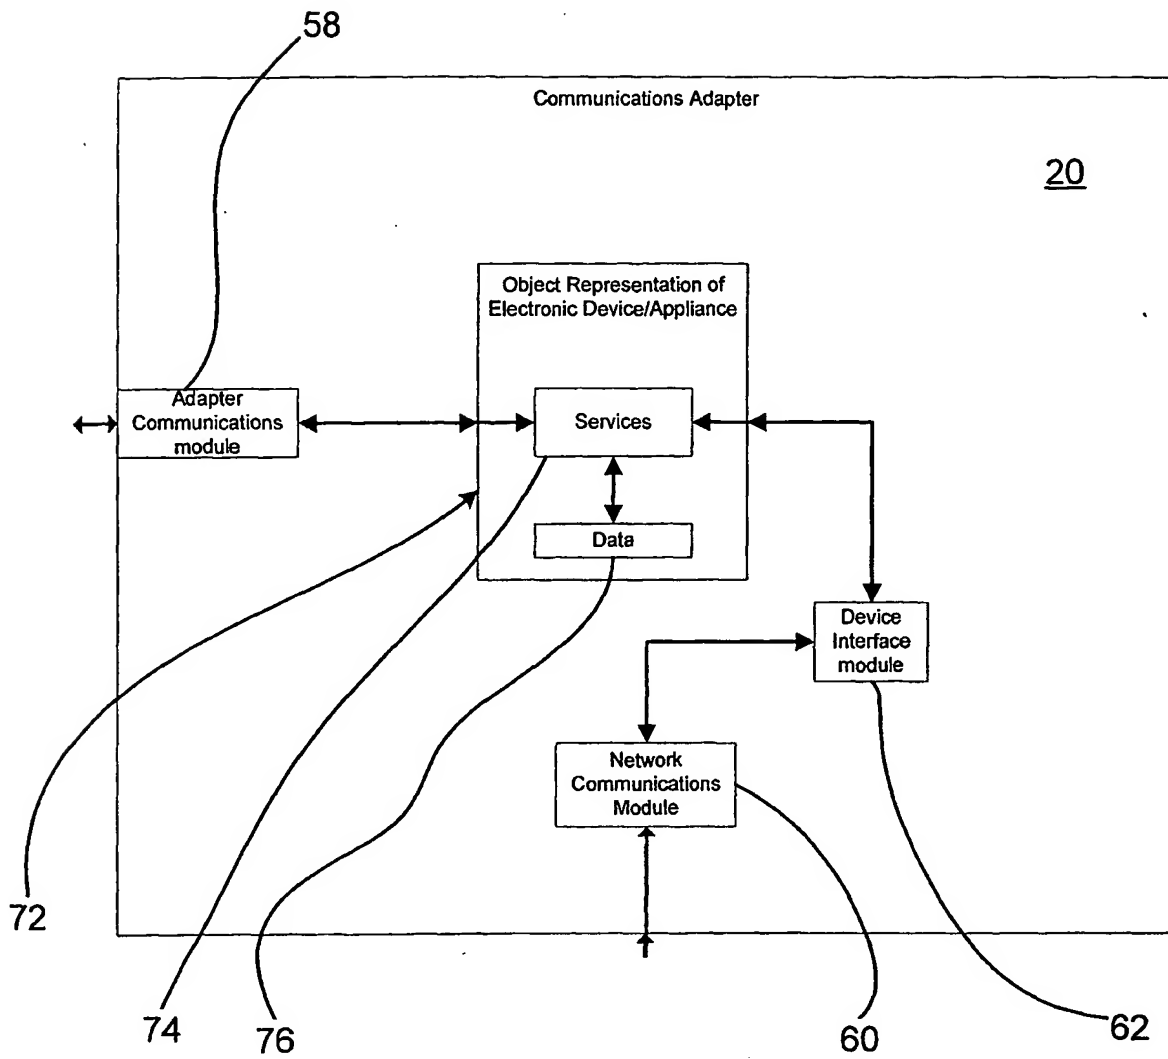 58
Communications Adapter
20
Object Representation of
Electronic Device/Appliance
Adapter
Communications
module
Services
Data
Device
Interface
module
Network
Communications
Module
72
74
76
60
62